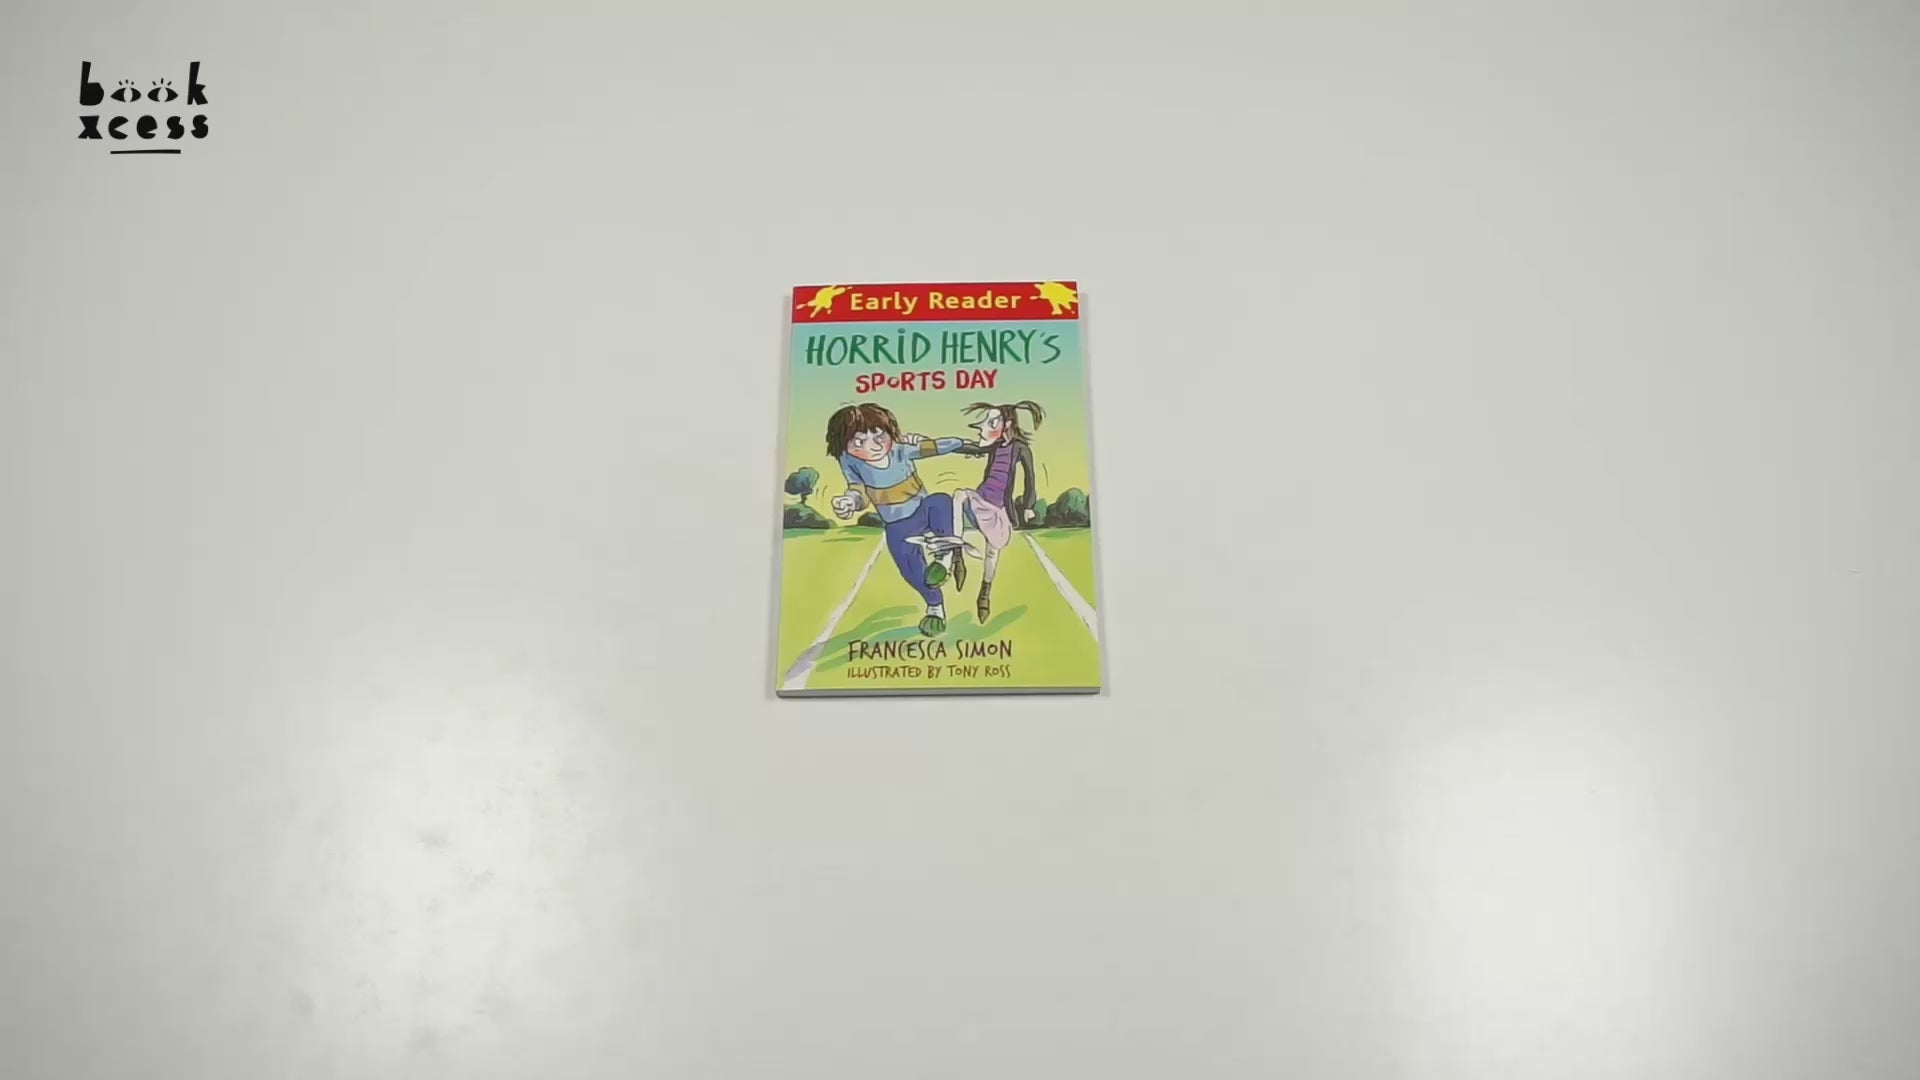 book
xcess
Early Reader
HORRiD HENRY'S
SPORTS DAY
FRANCESCA SIMON
ILLUSTRATED BY TONY ROSS